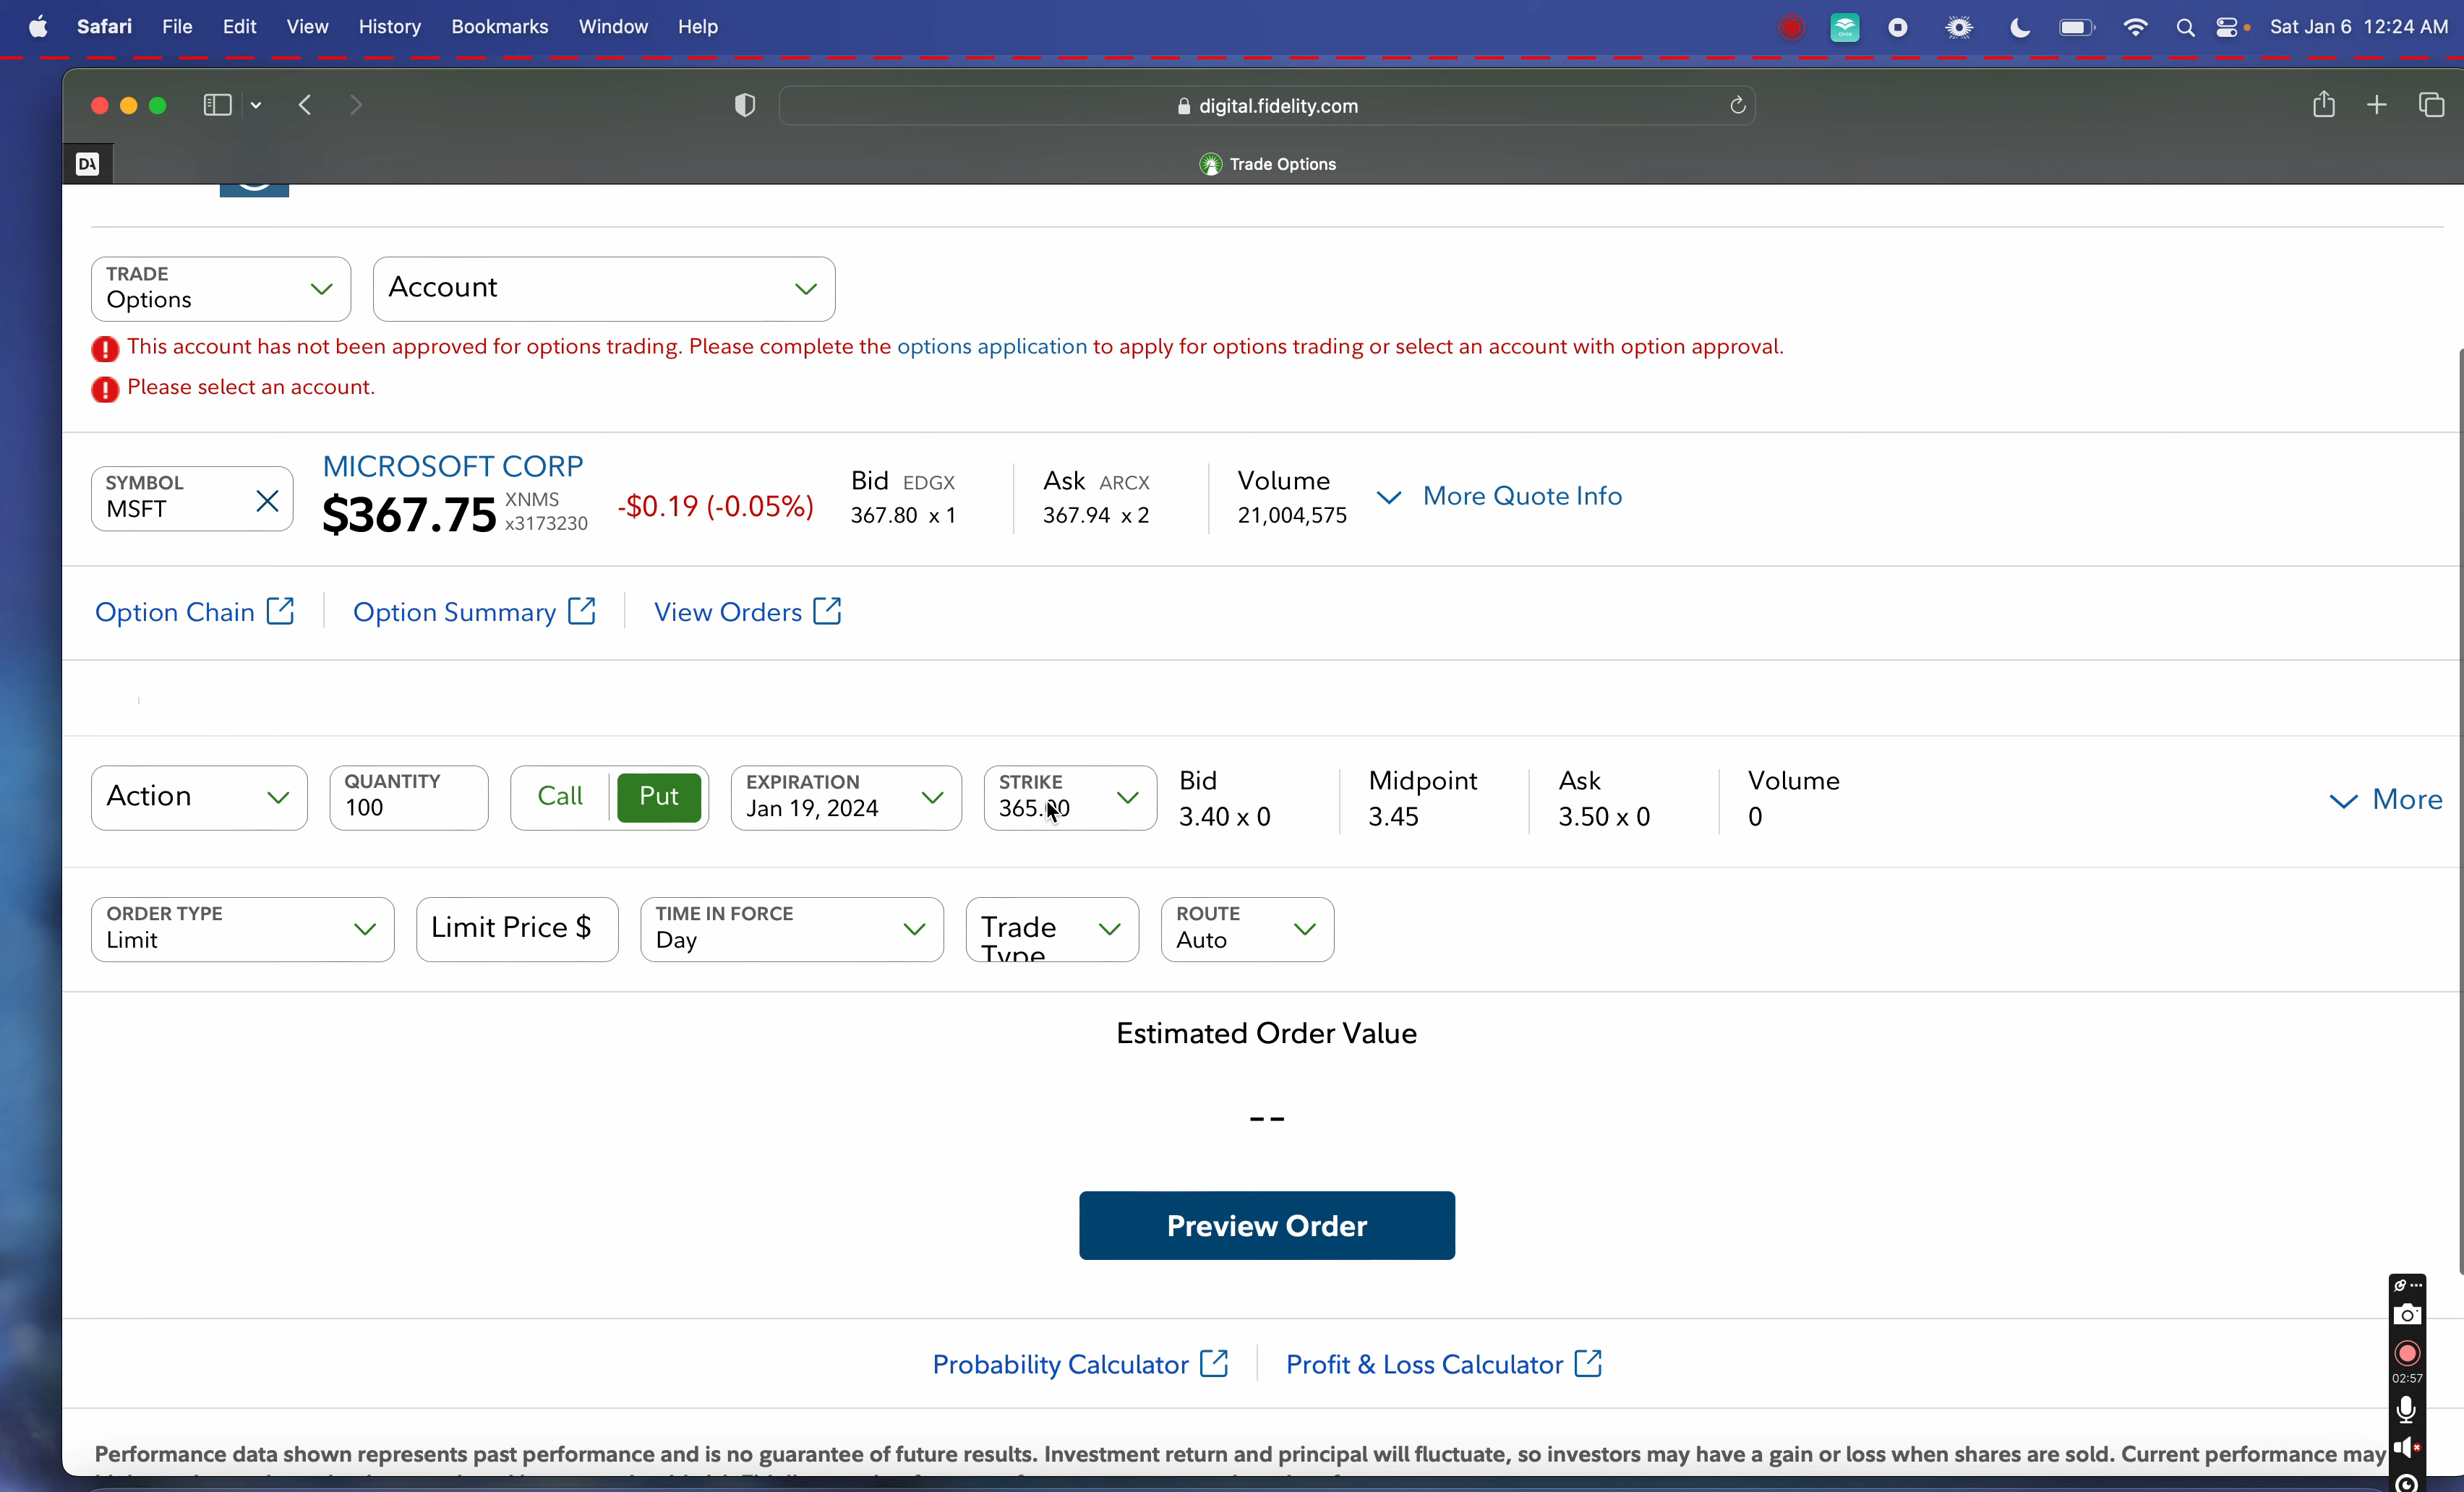 Safari File Edit View History Bookmarks Window Help Sat Jan 6 12:24 AM
digital.fidelity.com
Trade Options
TRADE
Options
Account
This account has not been approved for options trading. Please complete the options application to apply for options trading or select an account with option approval.
Please select an account.
SYMBOL
MSFT
MICROSOFT CORP
$367.75 XNMS
x3173230
-$0.19 (-0.05%)
Bid EDGX
367.80 x 1
Ask ARCX
367.94 x 2
Volume
21,004,575
More Quote Info
Option Chain
Option Summary
View Orders
Action
QUANTITY
100
Call
Put
EXPIRATION
Jan 19, 2024
STRIKE
365.00
Bid
3.40 x 0
Midpoint
3.45
Ask
3.50 x 0
Volume
0
More
ORDER TYPE
Limit
Limit Price $
TIME IN FORCE
Day
Trade
Type
ROUTE
Auto
Estimated Order Value
--
Preview Order
Probability Calculator
Profit & Loss Calculator
02:57
Performance data shown represents past performance and is no guarantee of future results. Investment return and principal will fluctuate, so investors may have a gain or loss when shares are sold. Current performance may